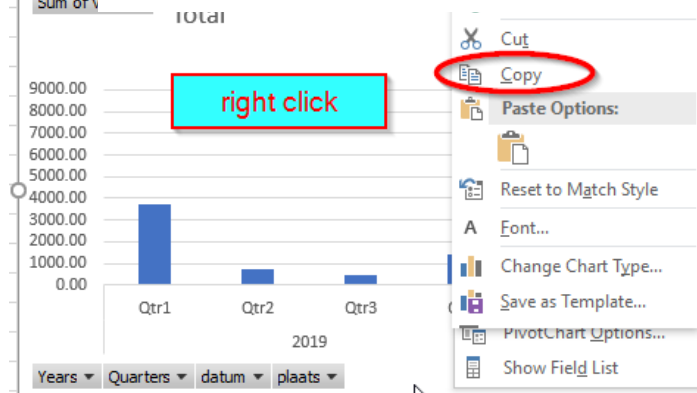 Sum of
Total
right click
9000.00
8000.00
7000.00
6000.00
5000.00
4000.00
3000.00
2000.00
1000.00
0.00
Qtr1 Qtr2 Qtr3
2019
Years Quarters datum plaats
Cut
Copy
Paste Options:
Reset to Match Style
A Font...
Change Chart Type...
Save as Template...
PivotChart Options...
Show Field List